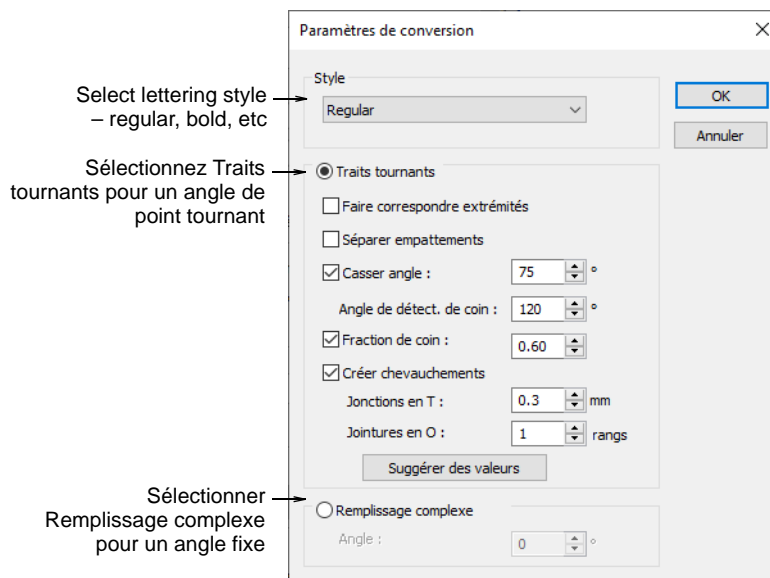 Paramètres de conversion
Style
Select lettering style
– regular, bold, etc
Regular
OK
Annuler
Sélectionnez Traits
tournants pour un angle de
point tournant
Traits tournants
Faire correspondre extrémités
Séparer empattements
Casser angle : 75 °
Angle de détect. de coin : 120 °
Fraction de coin : 0.60
Créer chevauchements
Jonctions en T : 0.3 mm
Jointures en O : 1 rangs
Suggérer des valeurs
Sélectionner
Remplissage complexe
pour un angle fixe
Remplissage complexe
Angle : 0 °